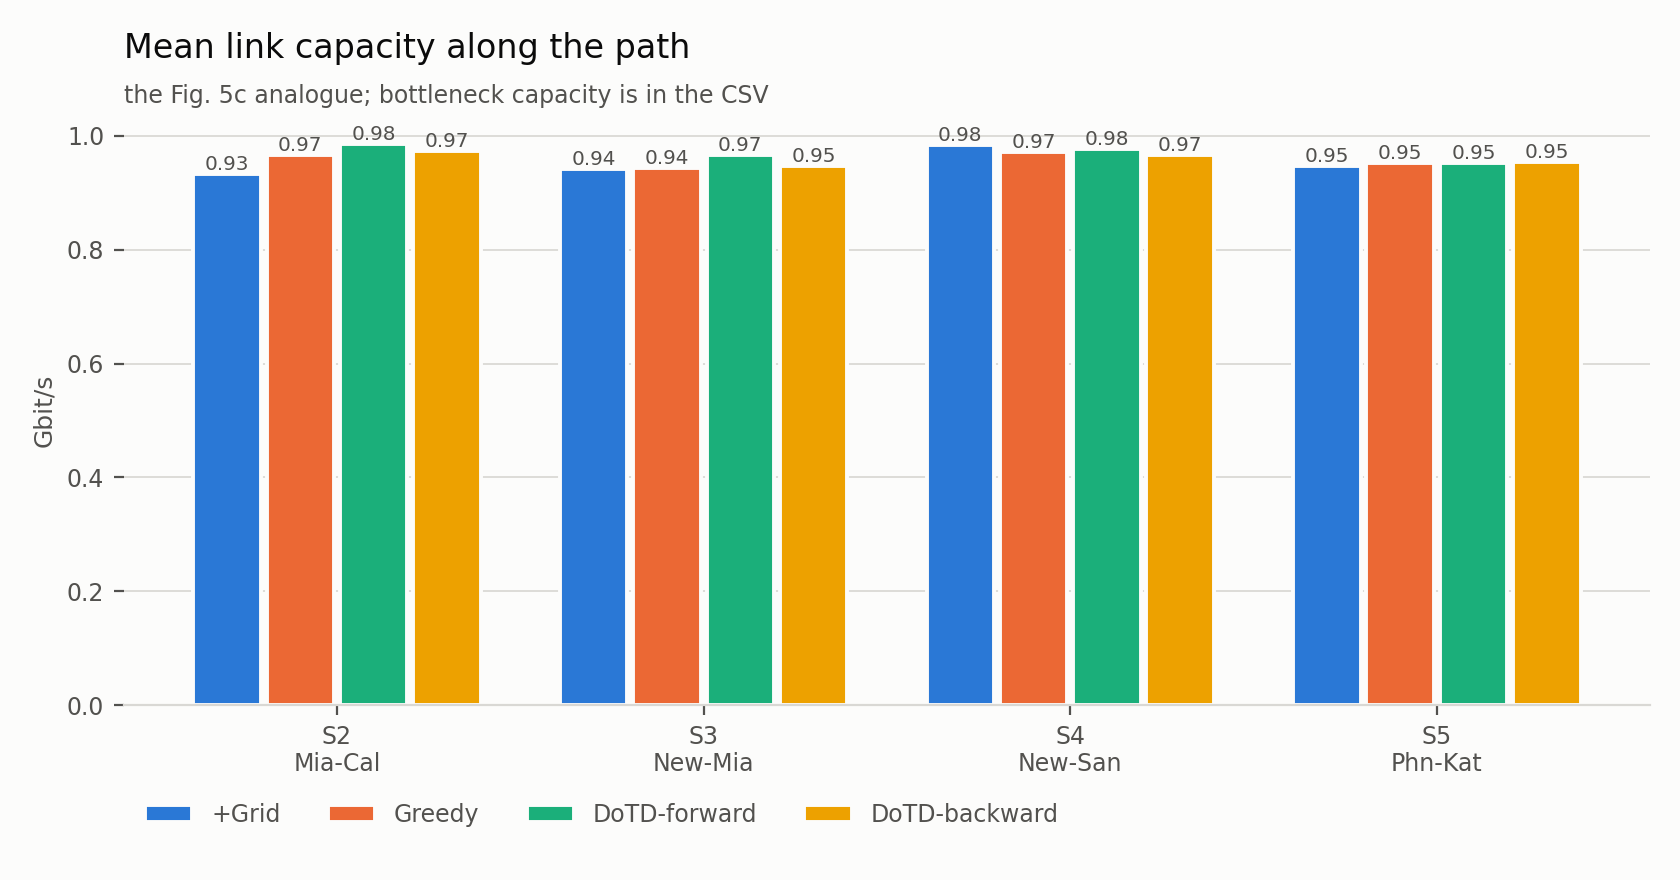 Mean link capacity along the path
the Fig. 5c analogue; bottleneck capacity is in the CSV
Gbit/s
1.0
0.8
0.6
0.4
0.2
0.0
0.93 0.97 0.98 0.97
0.94 0.94 0.97 0.95
0.98 0.97 0.98 0.97
0.95 0.95 0.95 0.95
S2
Mia-Cal
S3
New-Mia
S4
New-San
S5
Phn-Kat
+Grid
Greedy
DoTD-forward
DoTD-backward